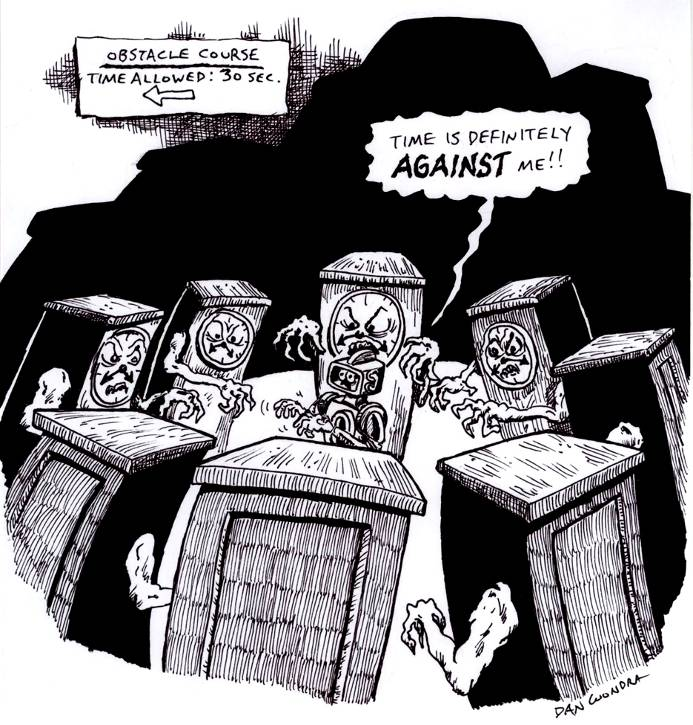 OBSTACLE COURSE
TIME ALLOWED: 30 SEC.
TIME IS DEFINITELY
AGAINST ME!!
DAN WONDRA